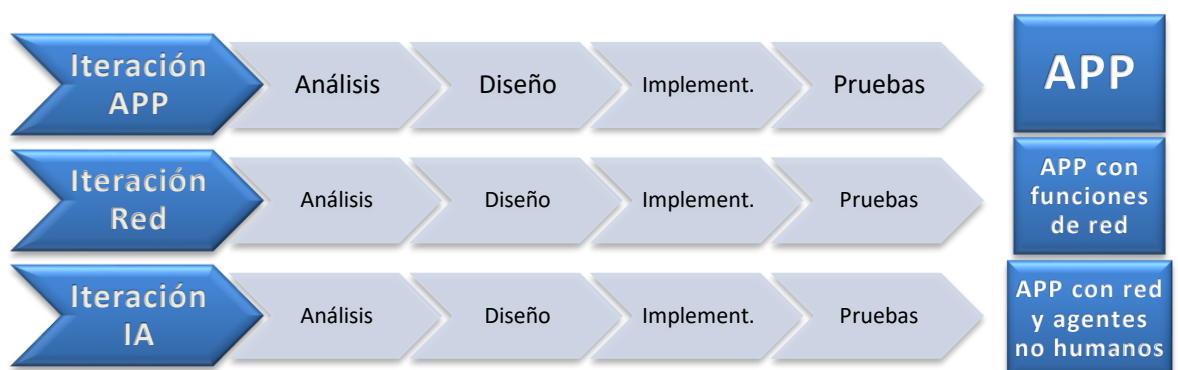 Iteración
APP
Análisis
Diseño
Implement.
Pruebas
APP
Iteración
Red
Análisis
Diseño
Implement.
Pruebas
APP con
funciones
de red
Iteración
IA
Análisis
Diseño
Implement.
Pruebas
APP con red
y agentes
no humanos